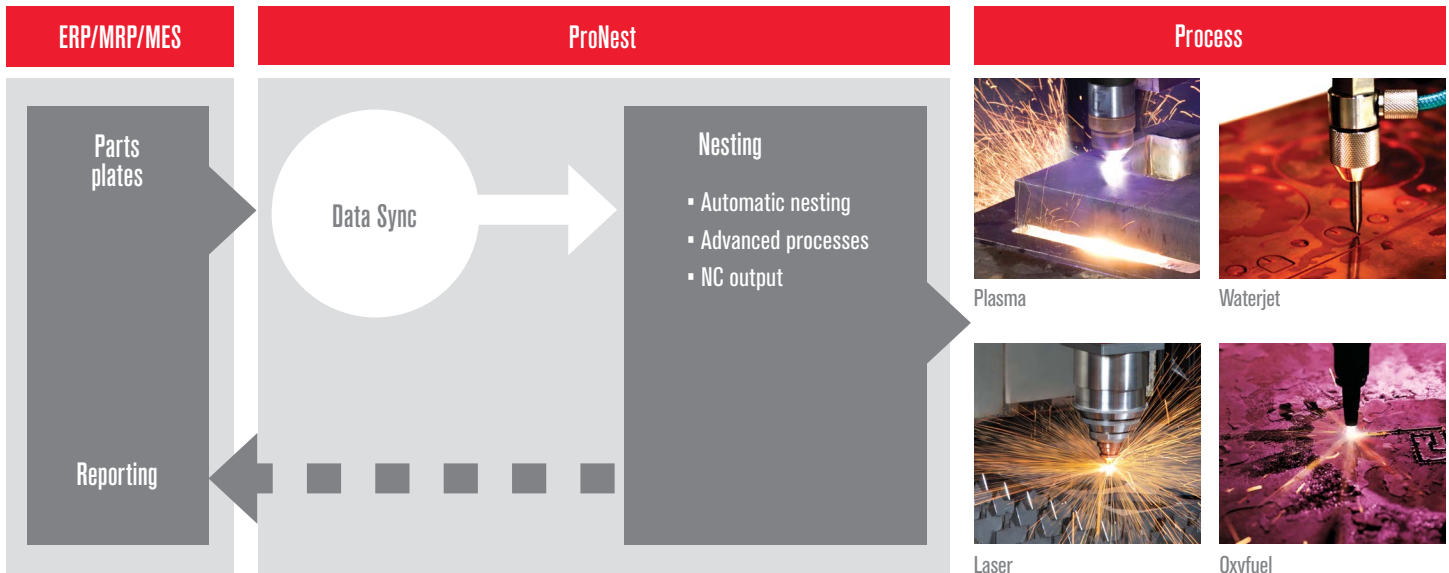 ERP/MRP/MES
ProNest
Process
Parts
plates
Reporting
Data Sync
Nesting
▪ Automatic nesting
▪ Advanced processes
▪ NC output
Plasma
Waterjet
Laser
Oxyfuel